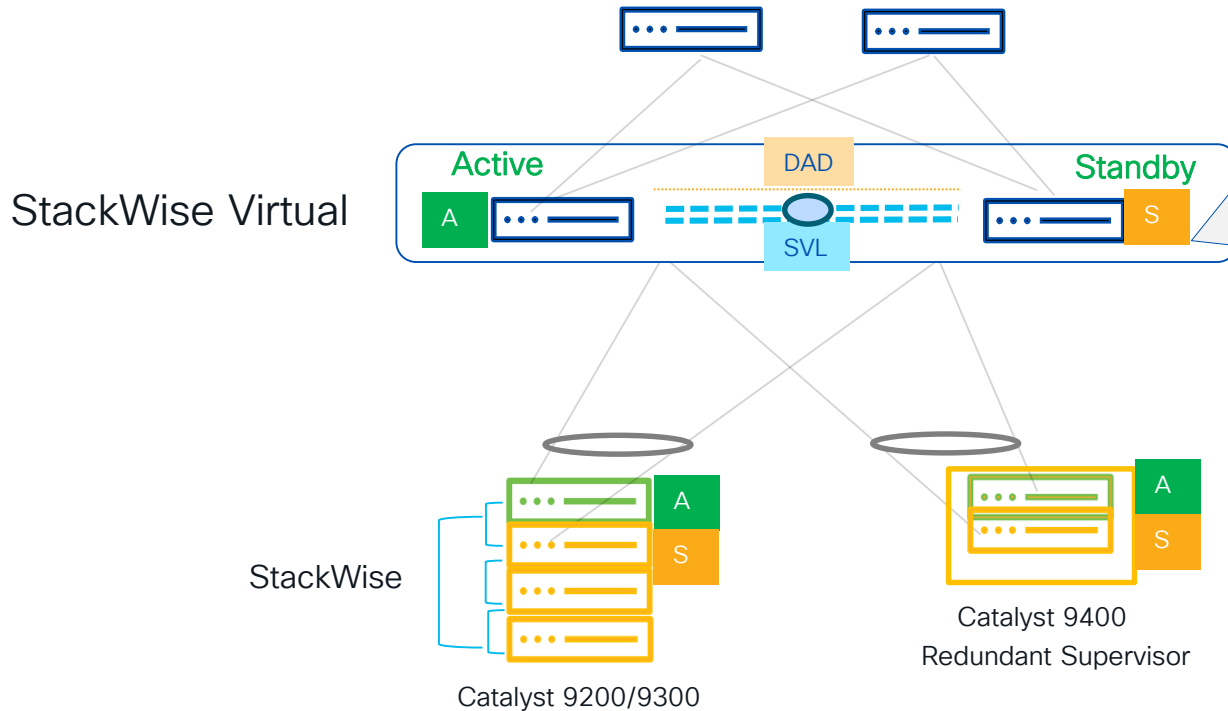 Active
DAD
Standby
StackWise Virtual
A
S
SVL
A
A
S
S
StackWise
Catalyst 9400
Redundant Supervisor
Catalyst 9200/9300